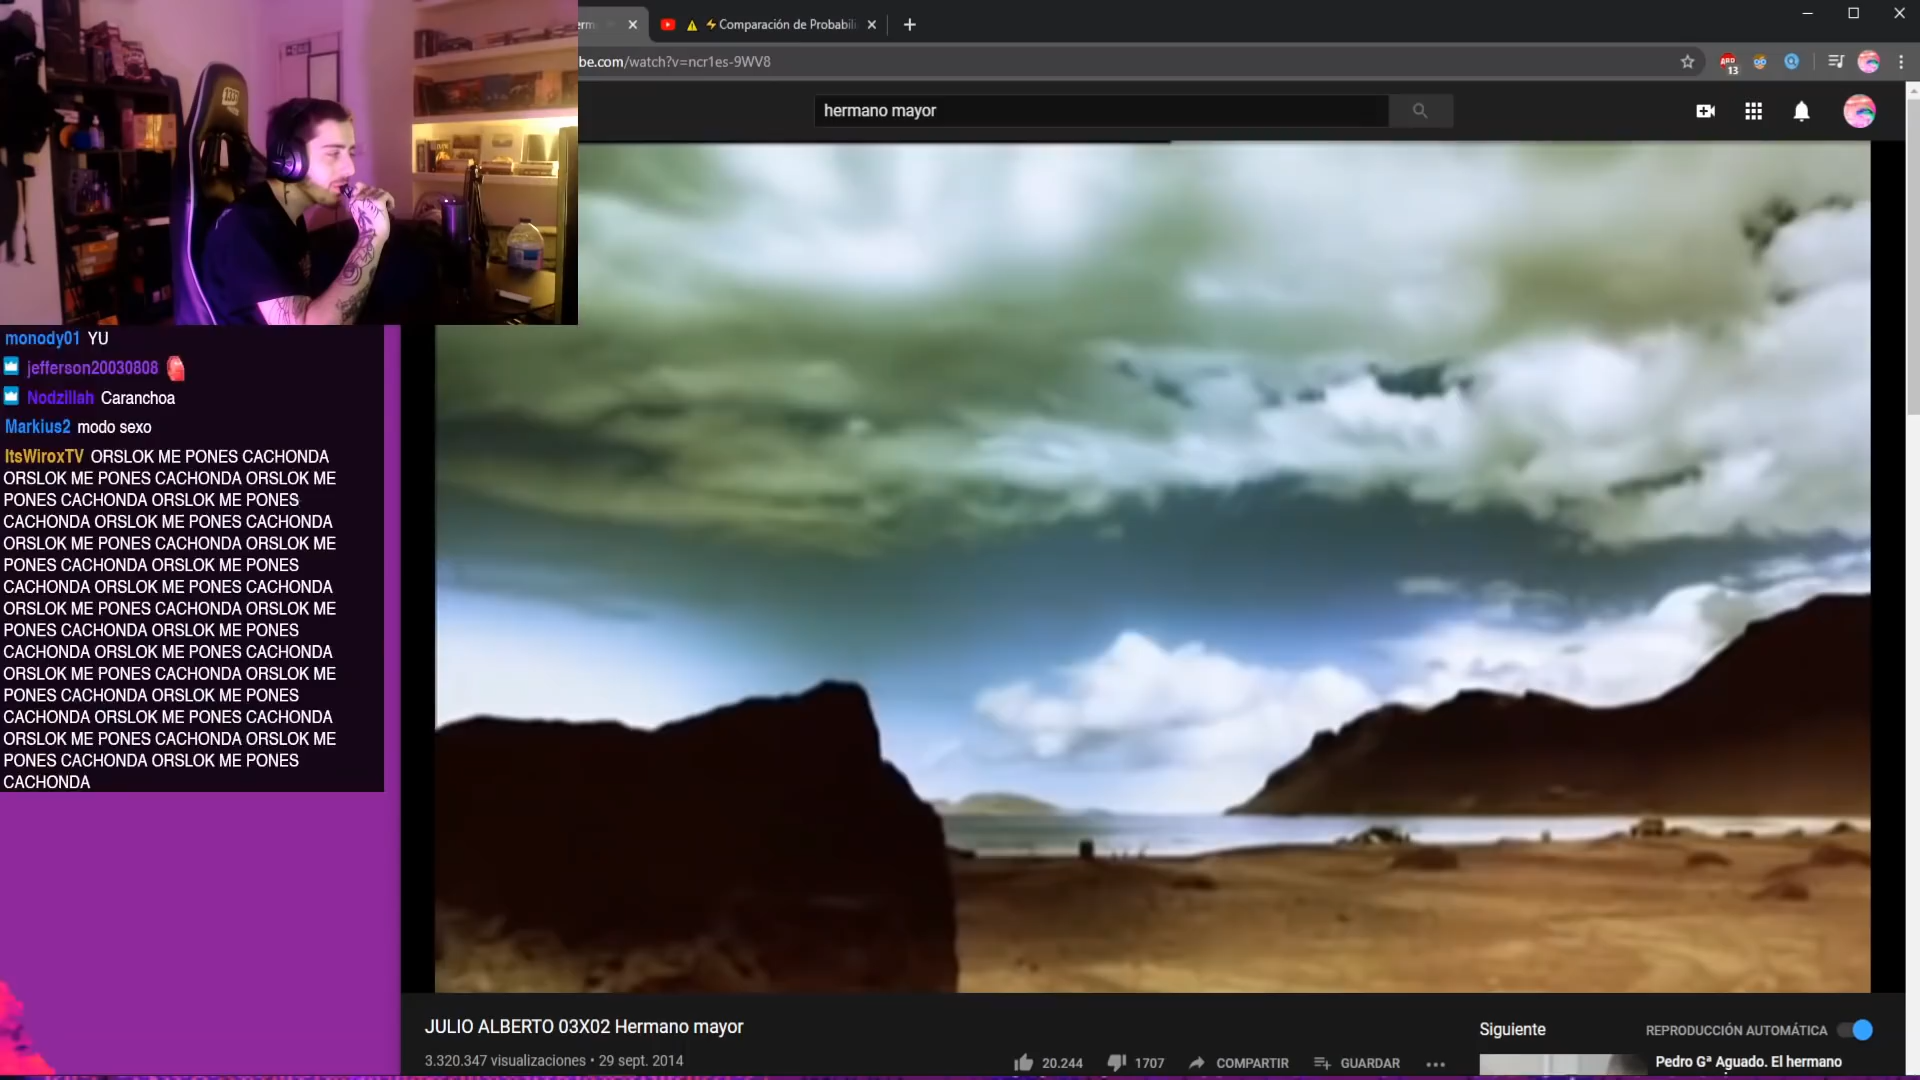 Comparación de Probabili
be.com/watch?v=ncr1es-9WV8
13
hermano mayor
monody01 YU
jefferson20030808
Nodzillah Caranchoa
Markius2 modo sexo
ItsWiroxTV ORSLOK ME PONES CACHONDA
ORSLOK ME PONES CACHONDA ORSLOK ME
PONES CACHONDA ORSLOK ME PONES
CACHONDA ORSLOK ME PONES CACHONDA
ORSLOK ME PONES CACHONDA ORSLOK ME
PONES CACHONDA ORSLOK ME PONES
CACHONDA ORSLOK ME PONES CACHONDA
ORSLOK ME PONES CACHONDA ORSLOK ME
PONES CACHONDA ORSLOK ME PONES
CACHONDA ORSLOK ME PONES CACHONDA
ORSLOK ME PONES CACHONDA ORSLOK ME
PONES CACHONDA ORSLOK ME PONES
CACHONDA ORSLOK ME PONES CACHONDA
ORSLOK ME PONES CACHONDA ORSLOK ME
PONES CACHONDA ORSLOK ME PONES
CACHONDA
JULIO ALBERTO 03X02 Hermano mayor
3.320.347 visualizaciones • 29 sept. 2014
20.244 1707 COMPARTIR GUARDAR
Siguiente REPRODUCCIÓN AUTOMÁTICA
Pedro Gª Aguado. El hermano